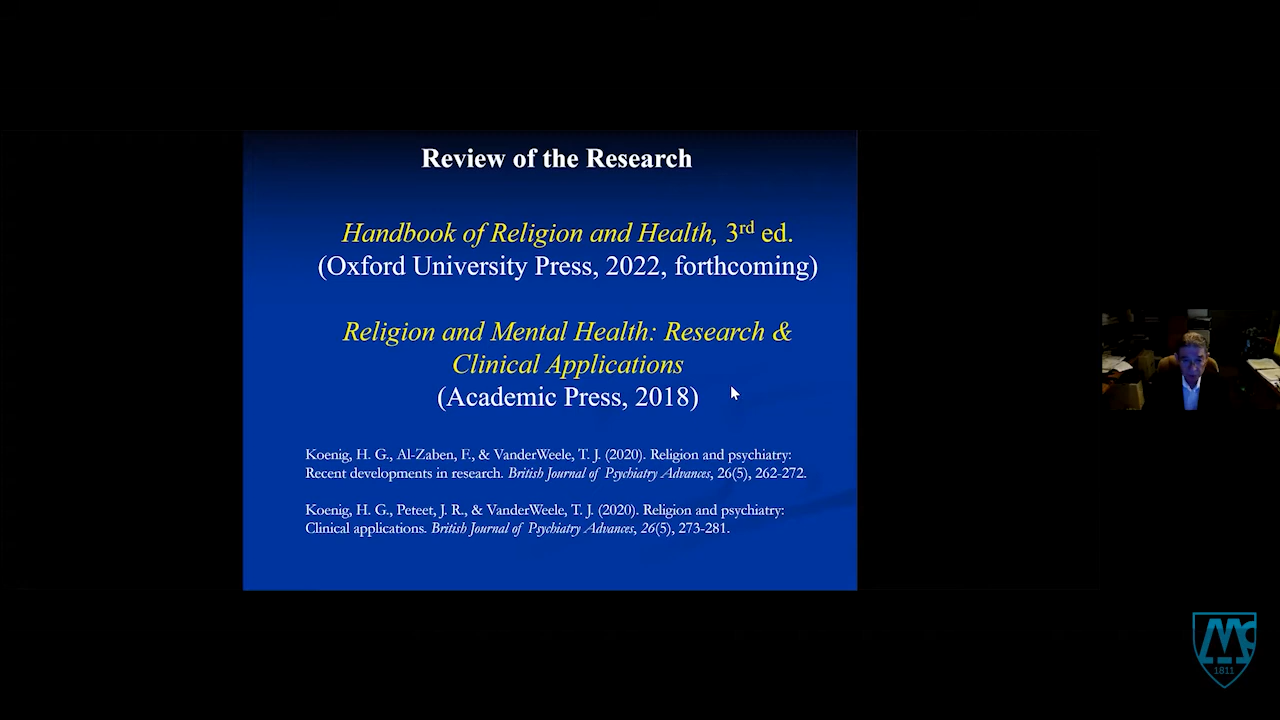 Review of the Research
Handbook of Religion and Health, 3rd ed.
(Oxford University Press, 2022, forthcoming)
Religion and Mental Health: Research &
Clinical Applications
(Academic Press, 2018)
Koenig, H. G., Al-Zaben, F., & VanderWeele, T. J. (2020). Religion and psychiatry:
Recent developments in research. British Journal of Psychiatry Advances, 26(5), 262-272.
Koenig, H. G., Peteet, J. R., & VanderWeele, T. J. (2020). Religion and psychiatry:
Clinical applications. British Journal of Psychiatry Advances, 26(5), 273-281.
Mc
1811